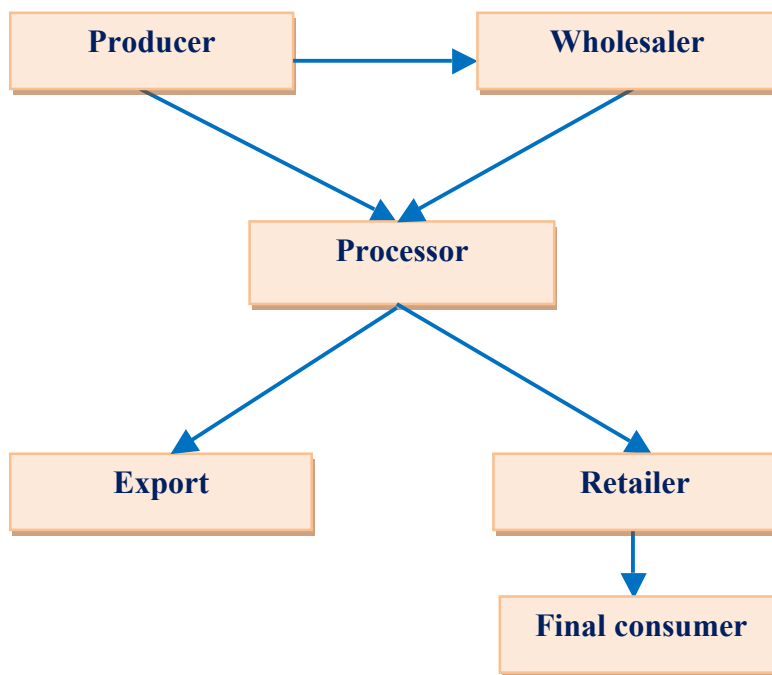 Producer
Wholesaler
Processor
Export
Retailer
Final consumer